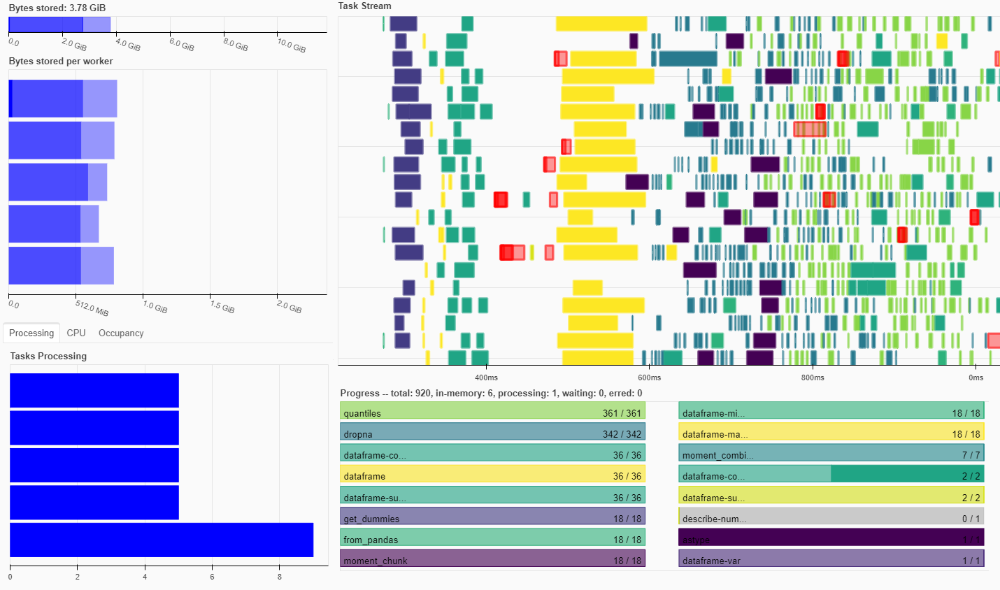 Bytes stored: 3.78 GiB
0.0 2.0 GiB 4.0 GiB 6.0 GiB 8.0 GiB 10.0 GiB
Bytes stored per worker
0.0 512.0 MiB 1.0 GiB 1.5 GiB 2.0 GiB
Processing CPU Occupancy
Tasks Processing
0 2 4 6 8
Task Stream
400ms 600ms 800ms 0ms
Progress -- total: 920, in-memory: 6, processing: 1, waiting: 0, erred: 0
quantiles 361 / 361
dropna 342 / 342
dataframe-co... 36 / 36
dataframe 36 / 36
dataframe-su... 36 / 36
get_dummies 18 / 18
from_pandas 18 / 18
moment_chunk 18 / 18
dataframe-mi... 18 / 18
dataframe-ma... 18 / 18
moment_combi... 7 / 7
dataframe-co... 2 / 2
dataframe-su... 2 / 2
describe-num... 0 / 1
astype 1 / 1
dataframe-var 1 / 1